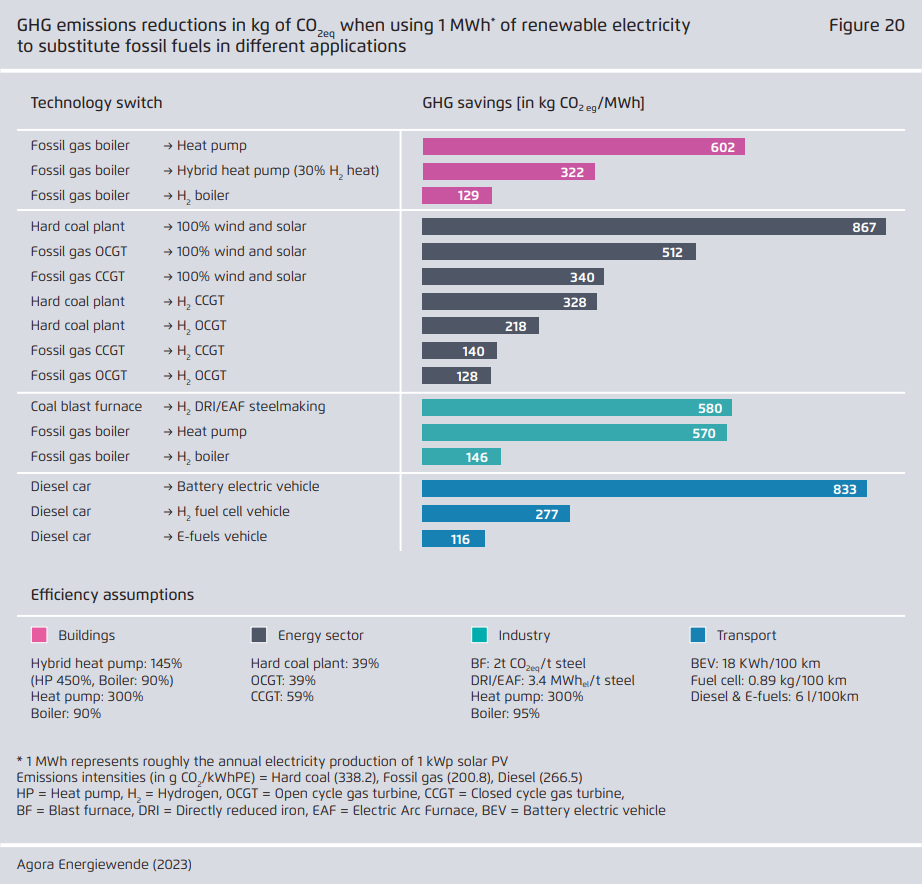 GHG emissions reductions in kg of CO2eq when using 1 MWh* of renewable electricity
to substitute fossil fuels in different applications
Figure 20
Technology switch
GHG savings [in kg CO2 eg/MWh]
Fossil gas boiler → Heat pump 602
Fossil gas boiler → Hybrid heat pump (30% H2 heat) 322
Fossil gas boiler → H2 boiler 129
Hard coal plant → 100% wind and solar 867
Fossil gas OCGT → 100% wind and solar 512
Fossil gas CCGT → 100% wind and solar 340
Hard coal plant → H2 CCGT 328
Hard coal plant → H2 OCGT 218
Fossil gas CCGT → H2 CCGT 140
Fossil gas OCGT → H2 OCGT 128
Coal blast furnace → H2 DRI/EAF steelmaking 580
Fossil gas boiler → Heat pump 570
Fossil gas boiler → H2 boiler 146
Diesel car → Battery electric vehicle 833
Diesel car → H2 fuel cell vehicle 277
Diesel car → E-fuels vehicle 116
Efficiency assumptions
Buildings
Hybrid heat pump: 145%
(HP 450%, Boiler: 90%)
Heat pump: 300%
Boiler: 90%
Energy sector
Hard coal plant: 39%
OCGT: 39%
CCGT: 59%
Industry
BF: 2t CO2eq/t steel
DRI/EAF: 3.4 MWhel/t steel
Heat pump: 300%
Boiler: 95%
Transport
BEV: 18 KWh/100 km
Fuel cell: 0.89 kg/100 km
Diesel & E-fuels: 6 l/100km
* 1 MWh represents roughly the annual electricity production of 1 kWp solar PV
Emissions intensities (in g CO2/kWhPE) = Hard coal (338.2), Fossil gas (200.8), Diesel (266.5)
HP = Heat pump, H2 = Hydrogen, OCGT = Open cycle gas turbine, CCGT = Closed cycle gas turbine,
BF = Blast furnace, DRI = Directly reduced iron, EAF = Electric Arc Furnace, BEV = Battery electric vehicle
Agora Energiewende (2023)